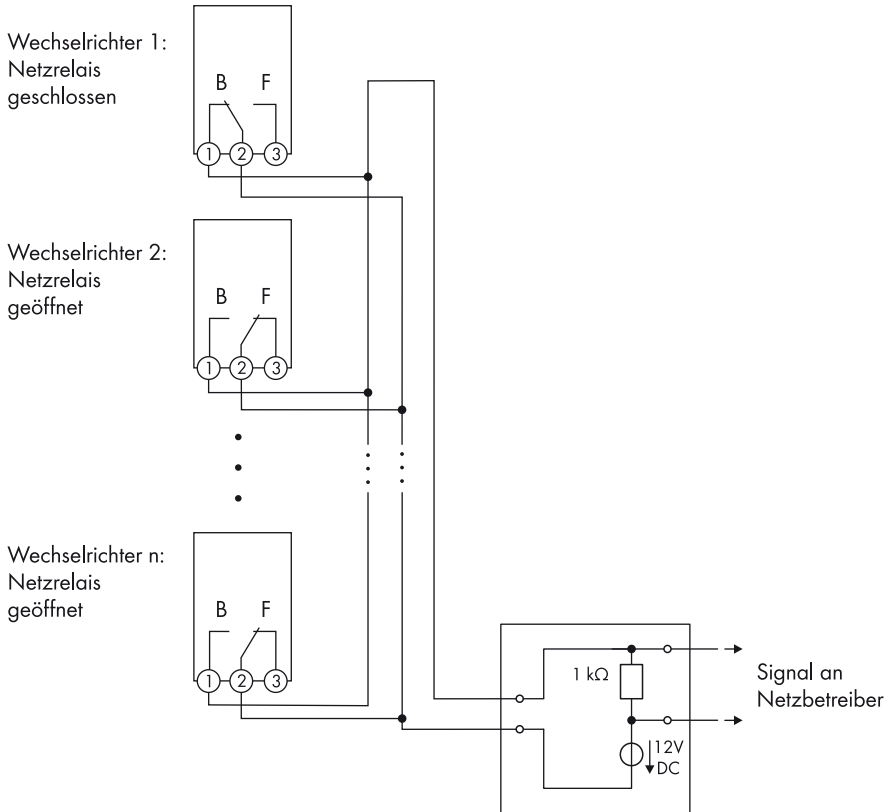 Wechselrichter 1:
Netzrelais
geschlossen
B F
1 2 3
Wechselrichter 2:
Netzrelais
geöffnet
B F
1 2 3
Wechselrichter n:
Netzrelais
geöffnet
B F
1 2 3
1 kΩ
12V
DC
Signal an
Netzbetreiber